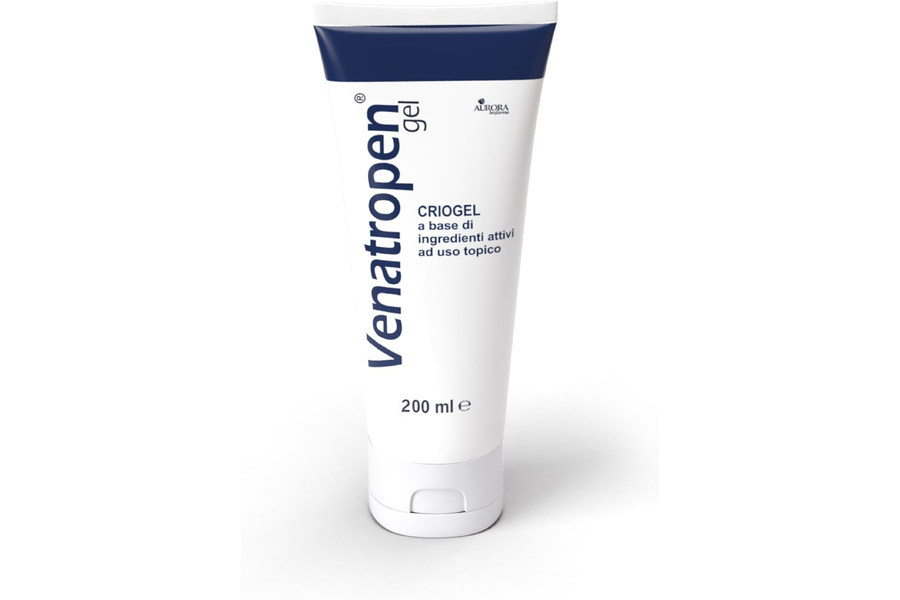 Venatropen®
gel
AURORA
CRIOGEL
a base di
ingredienti attivi
ad uso topico
200 ml ℮